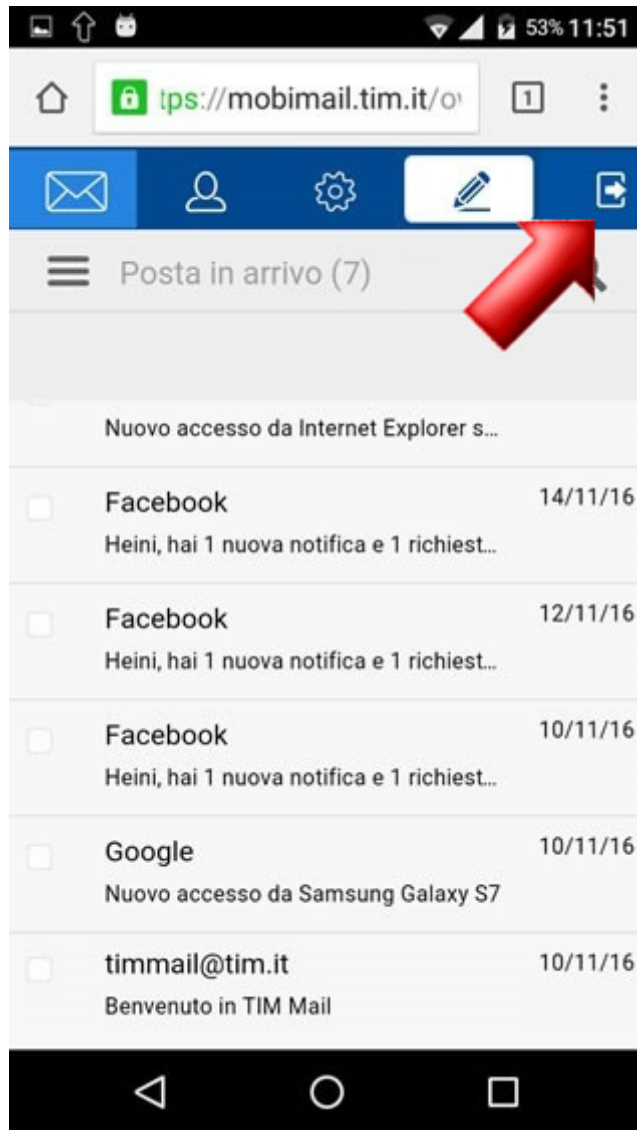 53% 11:51
tps://mobimail.tim.it/o
1
Posta in arrivo (7)
Nuovo accesso da Internet Explorer s...
Facebook
14/11/16
Heini, hai 1 nuova notifica e 1 richiest...
Facebook
12/11/16
Heini, hai 1 nuova notifica e 1 richiest...
Facebook
10/11/16
Heini, hai 1 nuova notifica e 1 richiest...
Google
10/11/16
Nuovo accesso da Samsung Galaxy S7
timmail@tim.it
10/11/16
Benvenuto in TIM Mail